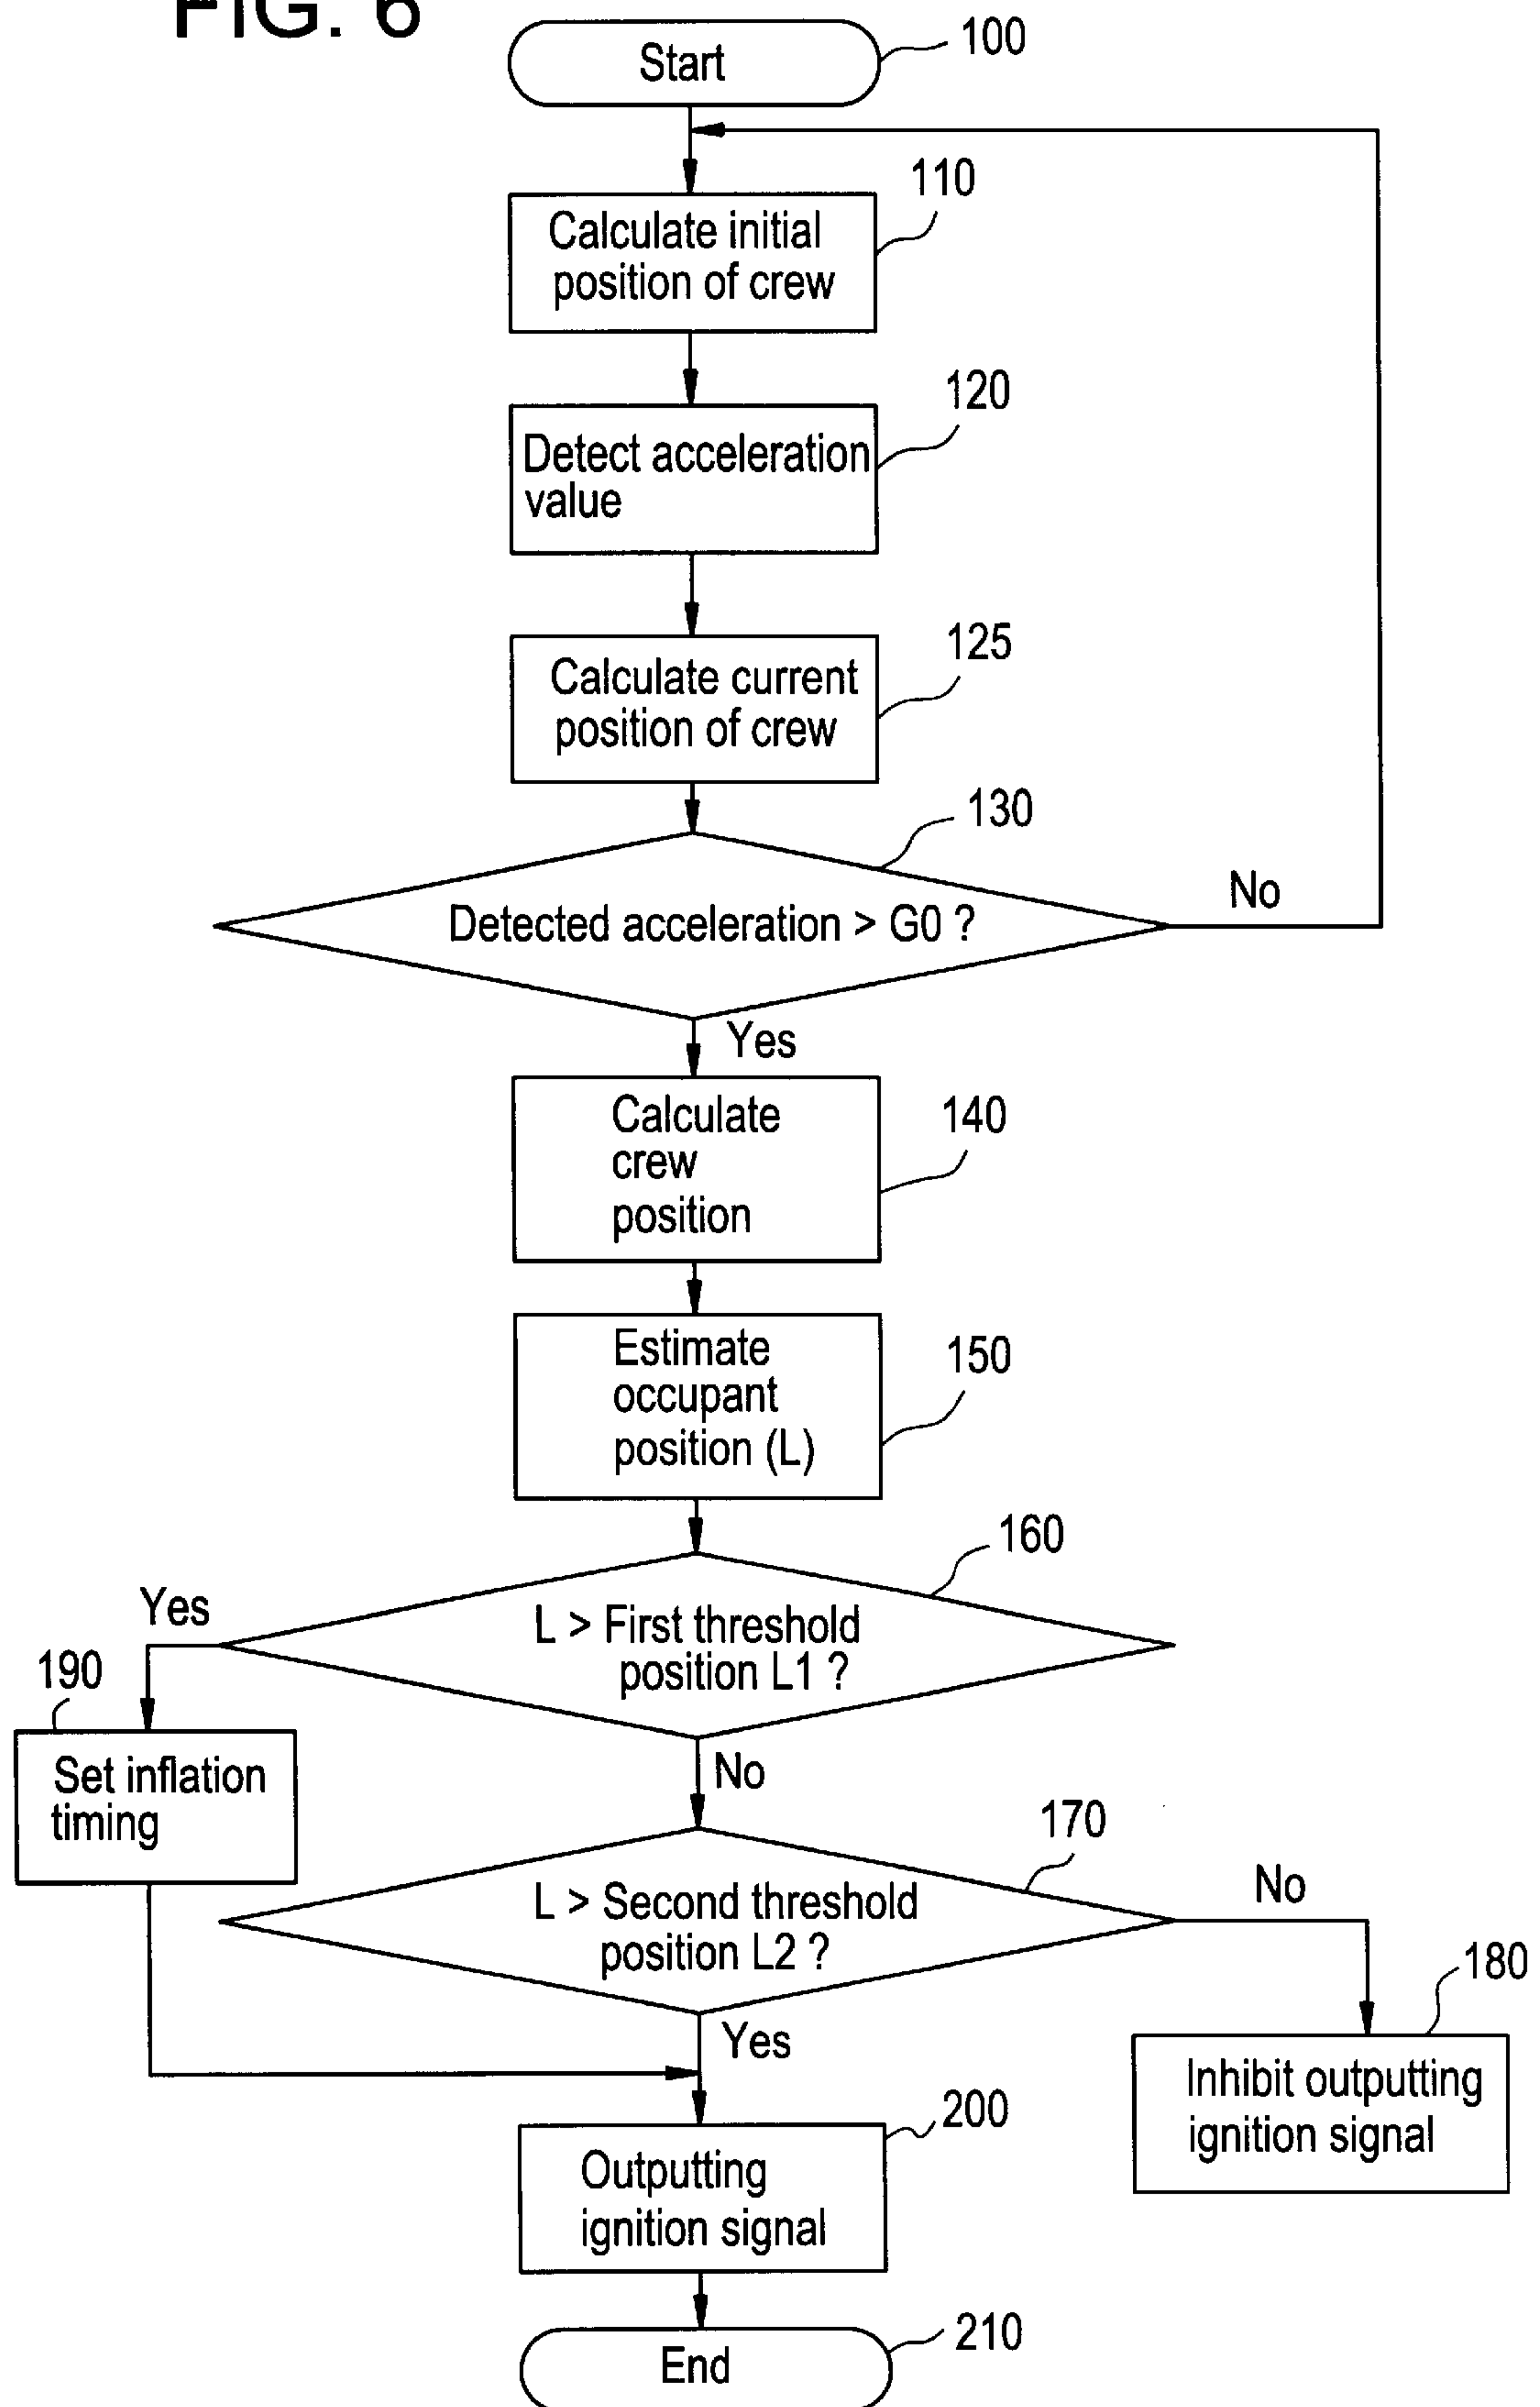 FIG. 6
Start
100
110
Calculate initial
position of crew
120
Detect acceleration
value
125
Calculate current
position of crew
130
Detected acceleration > G0 ?
No
Yes
Calculate
crew
position
140
Estimate
occupant
position (L)
150
160
Yes
L > First threshold
position L1 ?
190
Set inflation
timing
No
170
L > Second threshold
position L2 ?
No
180
Yes
Inhibit outputting
ignition signal
200
Outputting
ignition signal
210
End